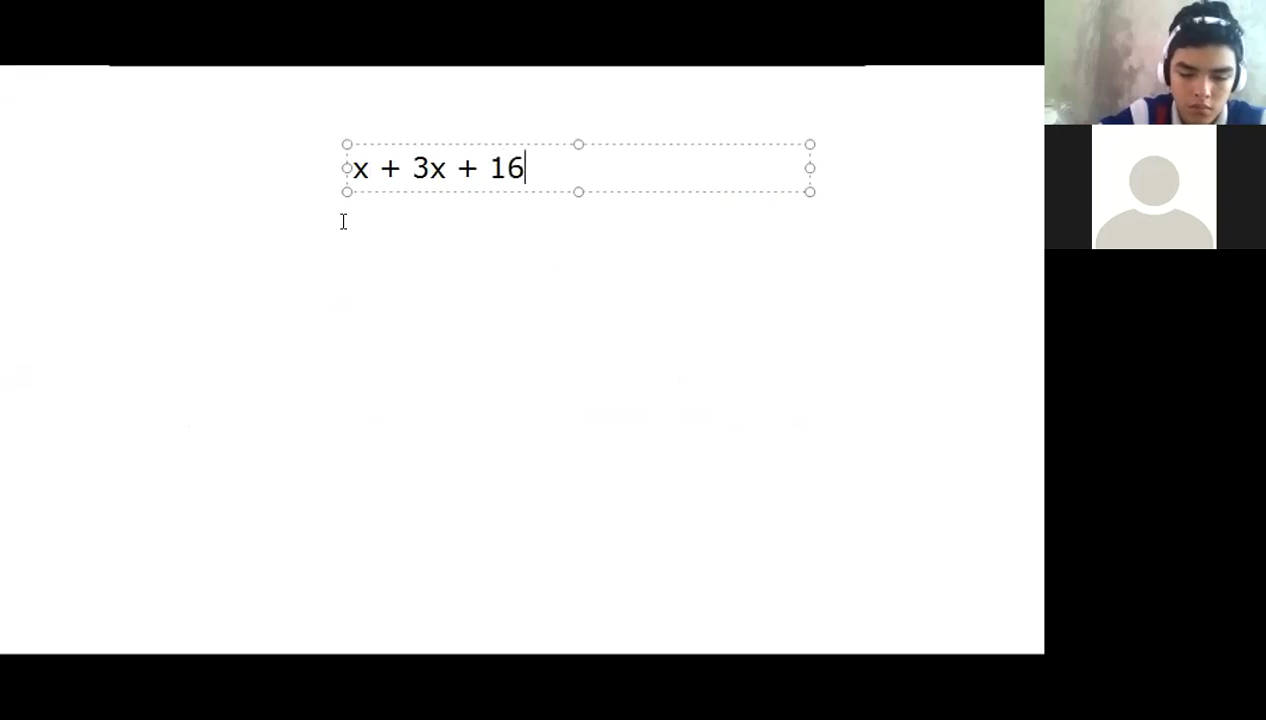 x + 3x + 16